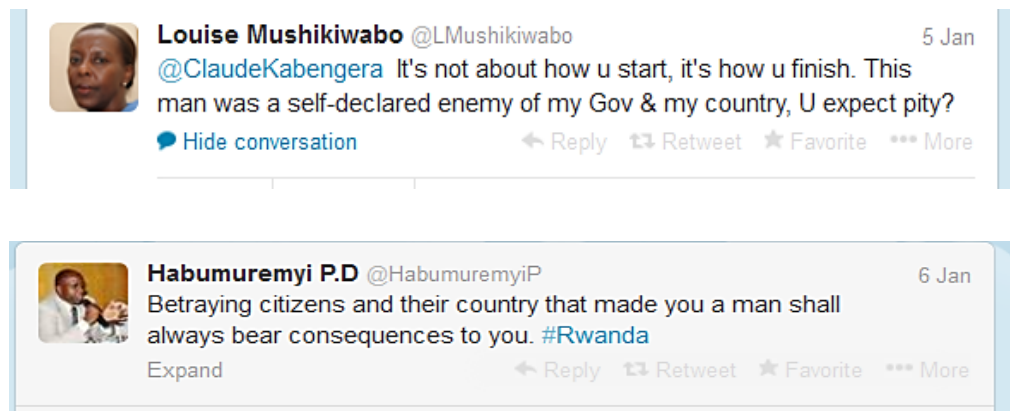 Louise Mushikiwabo @LMushikiwabo 5 Jan
@ClaudeKabengera It's not about how u start, it's how u finish. This
man was a self-declared enemy of my Gov & my country, U expect pity?
Hide conversation Reply Retweet Favorite More
Habumuremyi P.D @HabumuremyiP 6 Jan
Betraying citizens and their country that made you a man shall
always bear consequences to you. #Rwanda
Expand Reply Retweet Favorite More